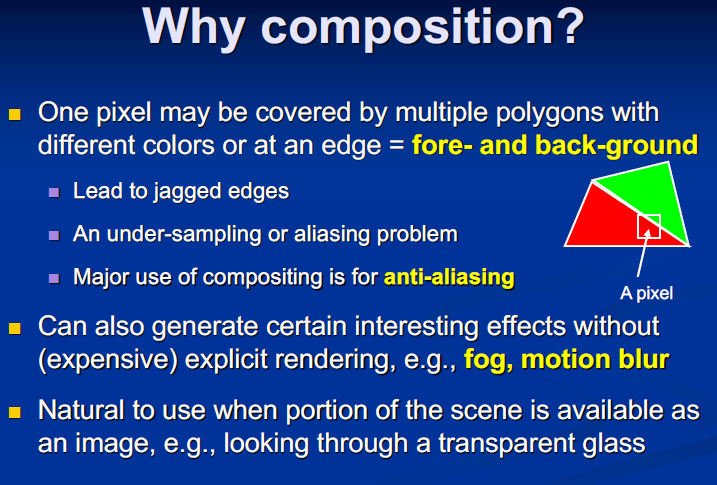 Why composition?
One pixel may be covered by multiple polygons with
different colors or at an edge = fore- and back-ground
Lead to jagged edges
An under-sampling or aliasing problem
Major use of compositing is for anti-aliasing
A pixel
Can also generate certain interesting effects without
(expensive) explicit rendering, e.g., fog, motion blur
Natural to use when portion of the scene is available as
an image, e.g., looking through a transparent glass